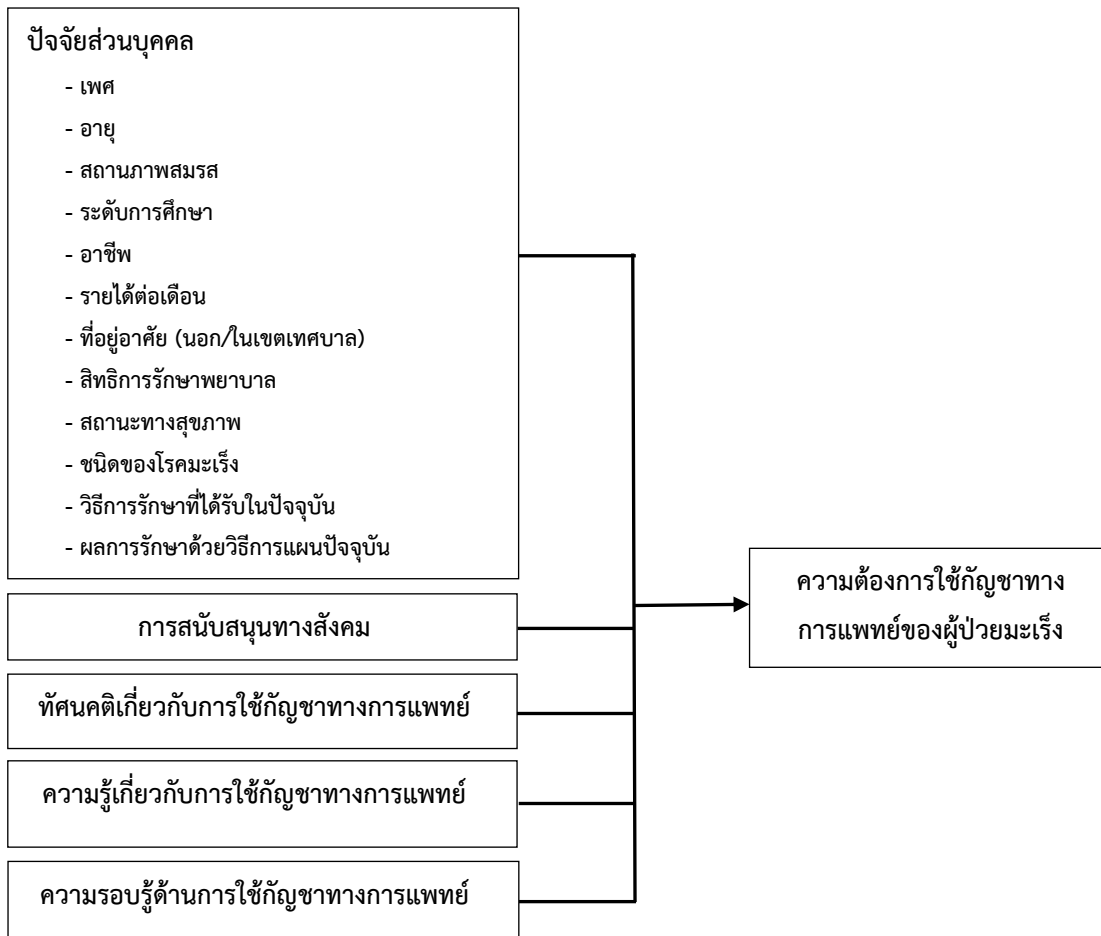 ปัจจัยส่วนบุคคล
- เพศ
- อายุ
- สถานภาพสมรส
- ระดับการศึกษา
- อาชีพ
- รายได้ต่อเดือน
- ที่อยู่อาศัย (นอก/ในเขตเทศบาล)
- สิทธิการรักษาพยาบาล
- สถานะทางสุขภาพ
- ชนิดของโรคมะเร็ง
- วิธีการรักษาที่ได้รับในปัจจุบัน
- ผลการรักษาด้วยวิธีการแผนปัจจุบัน
การสนับสนุนทางสังคม
ทัศนคติเกี่ยวกับการใช้กัญชาทางการแพทย์
ความรู้เกี่ยวกับการใช้กัญชาทางการแพทย์
ความรอบรู้ด้านการใช้กัญชาทางการแพทย์
ความต้องการใช้กัญชาทาง
การแพทย์ของผู้ป่วยมะเร็ง